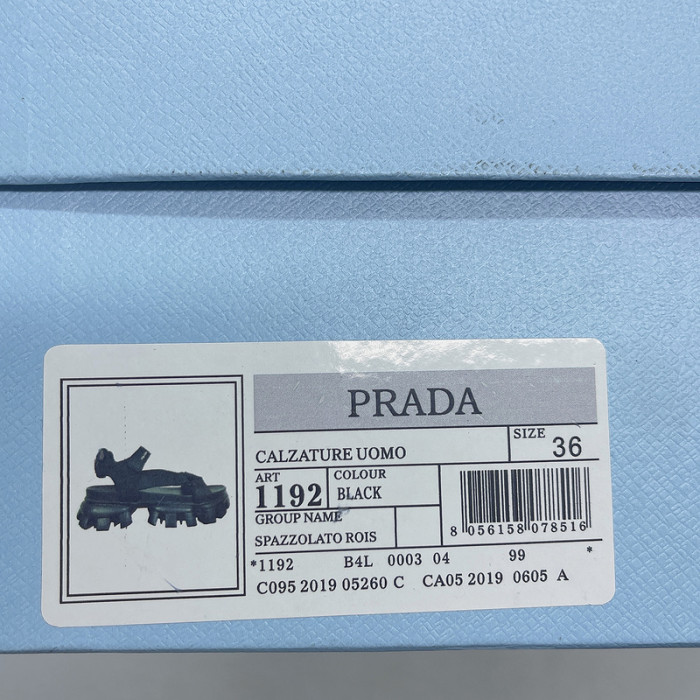 PRADA
CALZATURE UOMO
SIZE 36
ART 1192
COLOUR BLACK
GROUP NAME
SPAZZOLATO ROIS
8 056158 078516
*1192 B4L 0003 04 99 *
C095 2019 05260 C CA05 2019 0605 A